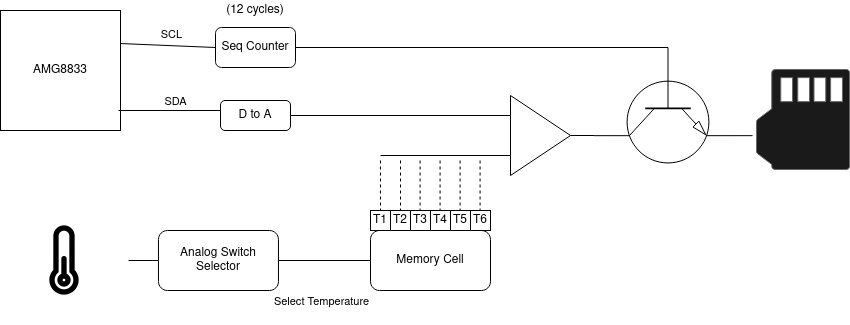 (12 cycles)
SCL
Seq Counter
AMG8833
SDA
D to A
T1 T2 T3 T4 T5 T6
Analog Switch
Selector
Memory Cell
Select Temperature